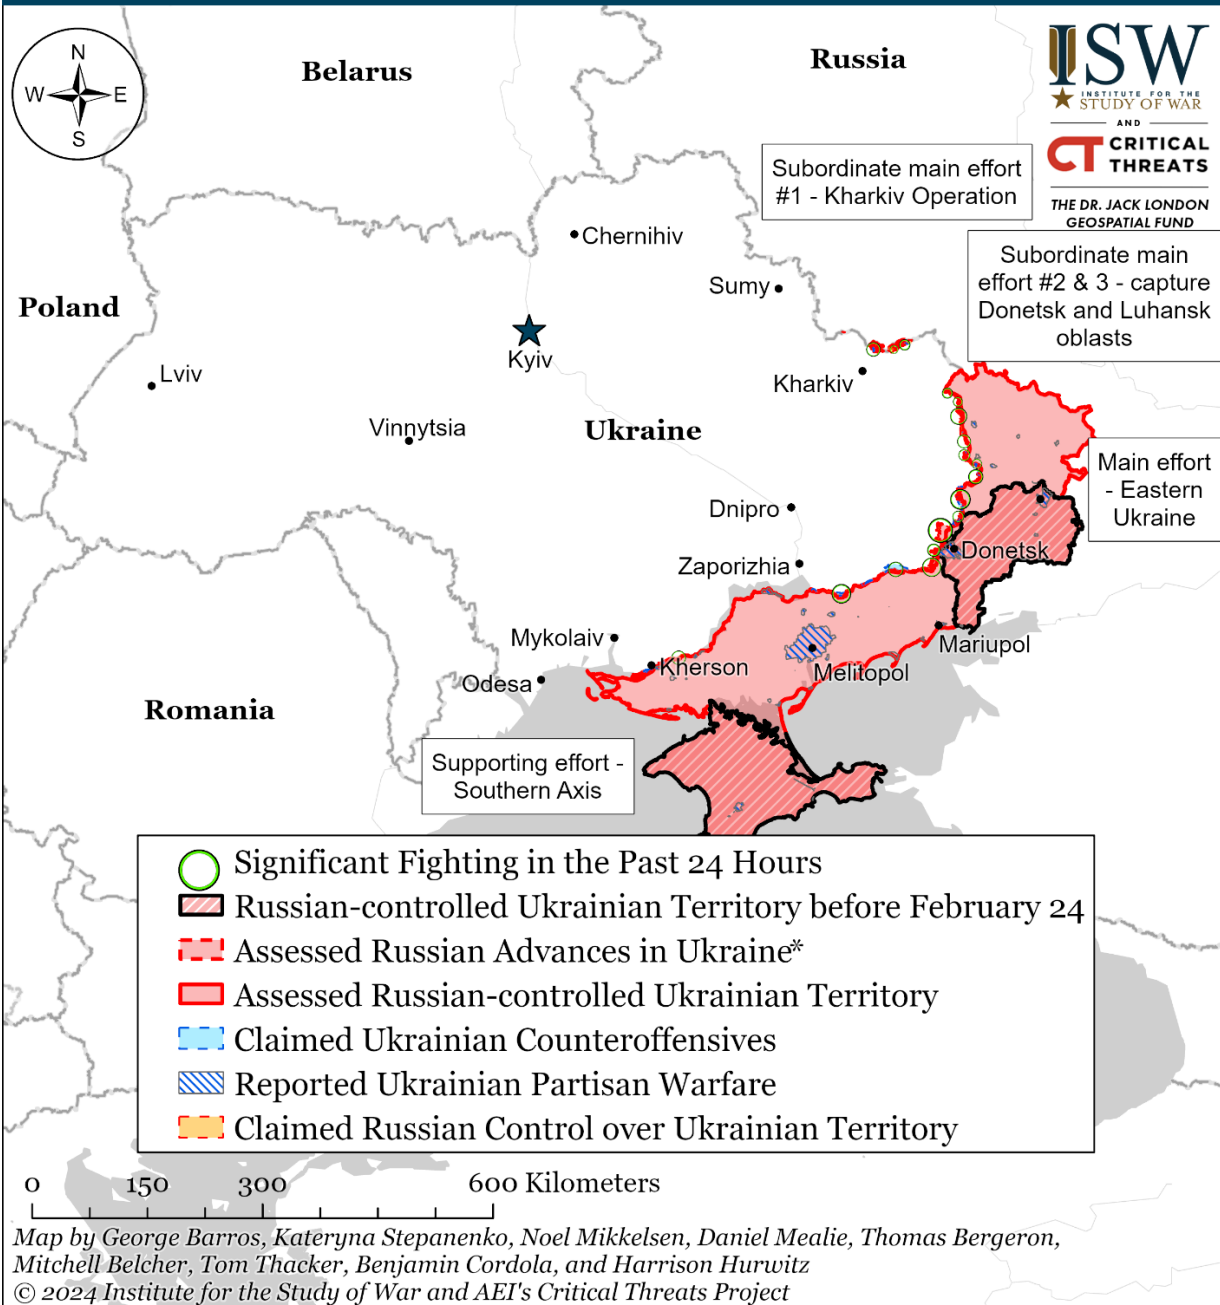 N
W E
S
Belarus
Russia
ISW
INSTITUTE FOR THE
STUDY OF WAR
AND
CT CRITICAL
THREATS
THE DR. JACK LONDON
GEOSPATIAL FUND
Subordinate main effort
#1 - Kharkiv Operation
Subordinate main
effort #2 & 3 - capture
Donetsk and Luhansk
oblasts
Chernihiv
Sumy
Poland
Kyiv
Lviv
Kharkiv
Vinnytsia
Ukraine
Main effort
- Eastern
Ukraine
Dnipro
Donetsk
Zaporizhia
Mykolaiv
Mariupol
Kherson
Melitopol
Odesa
Romania
Supporting effort -
Southern Axis
Significant Fighting in the Past 24 Hours
Russian-controlled Ukrainian Territory before February 24
Assessed Russian Advances in Ukraine*
Assessed Russian-controlled Ukrainian Territory
Claimed Ukrainian Counteroffensives
Reported Ukrainian Partisan Warfare
Claimed Russian Control over Ukrainian Territory
0 150 300 600 Kilometers
Map by George Barros, Kateryna Stepanenko, Noel Mikkelsen, Daniel Mealie, Thomas Bergeron,
Mitchell Belcher, Tom Thacker, Benjamin Cordola, and Harrison Hurwitz
© 2024 Institute for the Study of War and AEI's Critical Threats Project